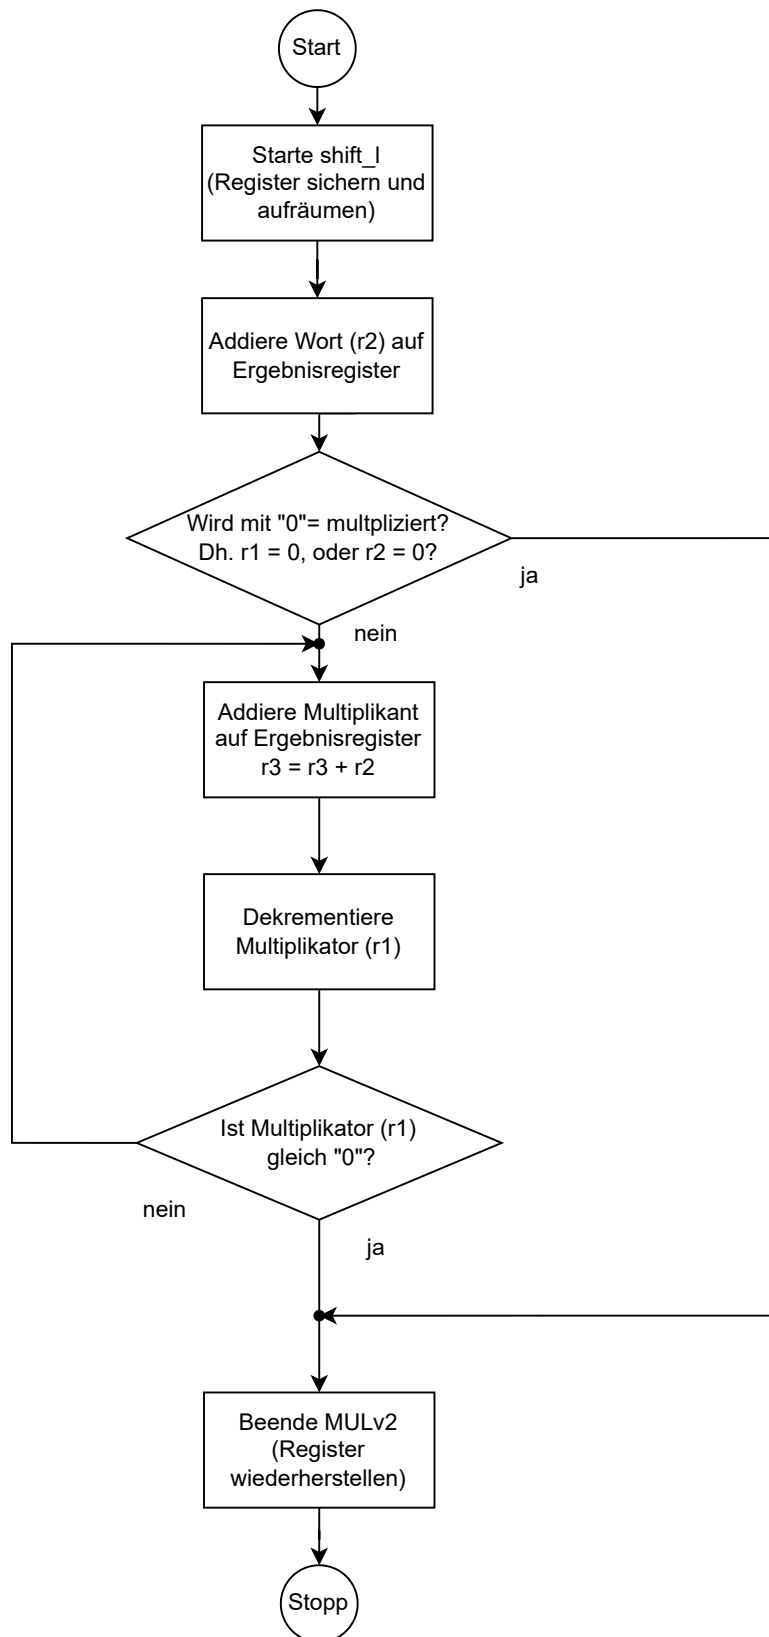 Start
Starte shift_l
(Register sichern und
aufräumen)
Addiere Wort (r2) auf
Ergebnisregister
Wird mit "0"= multpliziert?
Dh. r1 = 0, oder r2 = 0?
ja
nein
Addiere Multiplikant
auf Ergebnisregister
r3 = r3 + r2
Dekrementiere
Multiplikator (r1)
Ist Multiplikator (r1)
gleich "0"?
nein
ja
Beende MULv2
(Register
wiederherstellen)
Stopp